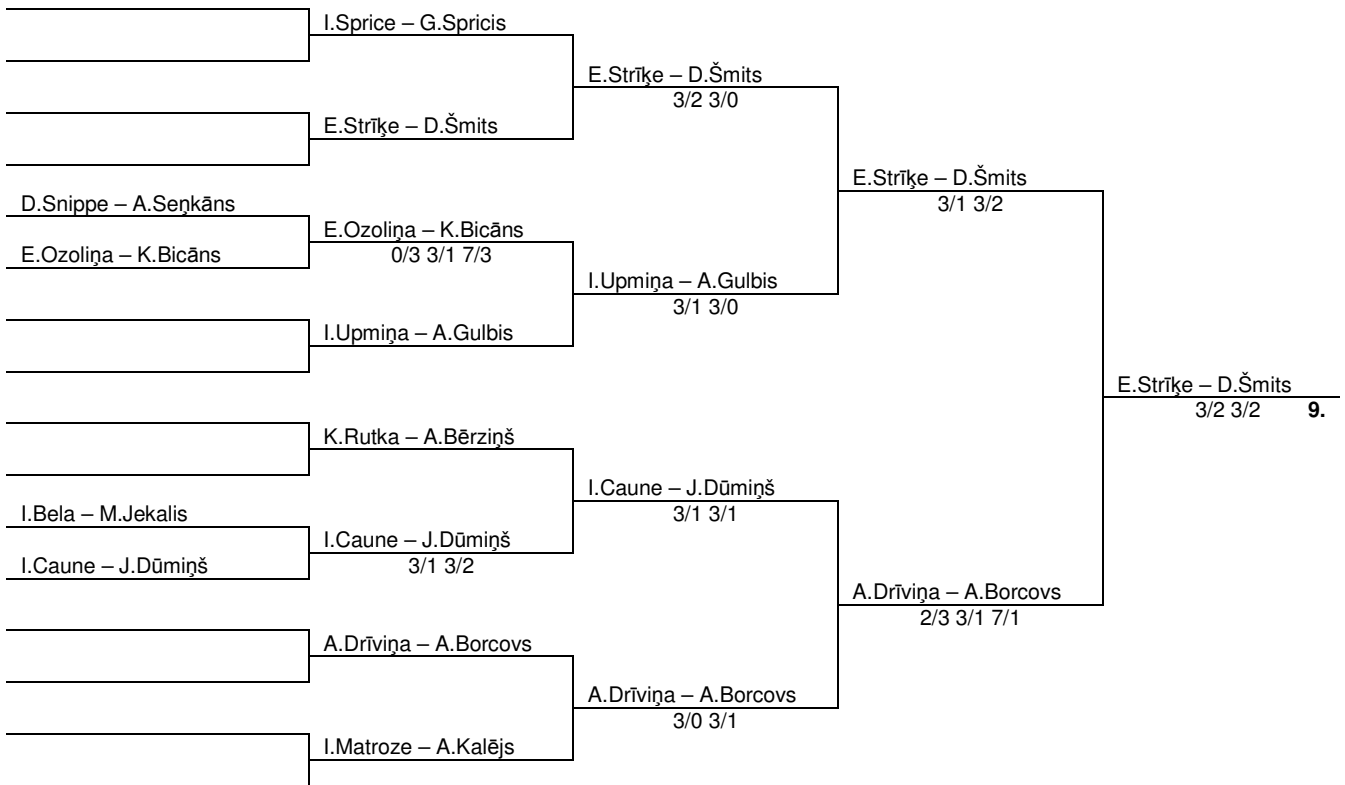 I.Sprice – G.Spricis
E.Strīķe – D.Šmits
3/2 3/0
E.Strīķe – D.Šmits
E.Strīķe – D.Šmits
3/1 3/2
D.Snippe – A.Seņkāns
E.Ozoliņa – K.Bicāns
0/3 3/1 7/3
E.Ozoliņa – K.Bicāns
I.Upmiņa – A.Gulbis
3/1 3/0
I.Upmiņa – A.Gulbis
E.Strīķe – D.Šmits
3/2 3/2 9.
K.Rutka – A.Bērziņš
I.Caune – J.Dūmiņš
3/1 3/1
I.Bela – M.Jekalis
I.Caune – J.Dūmiņš
3/1 3/2
I.Caune – J.Dūmiņš
A.Drīviņa – A.Borcovs
2/3 3/1 7/1
A.Drīviņa – A.Borcovs
A.Drīviņa – A.Borcovs
3/0 3/1
I.Matroze – A.Kalējs